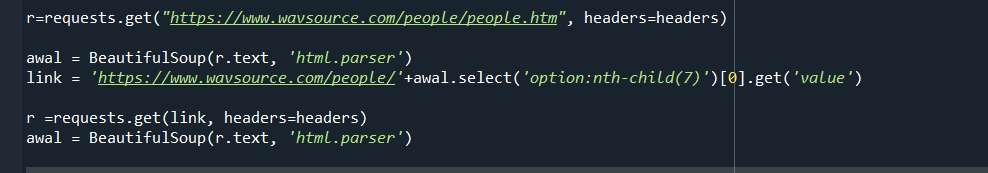 r=requests.get("https://www.wavsource.com/people/people.htm", headers=headers)
awal = BeautifulSoup(r.text, 'html.parser')
link = 'https://www.wavsource.com/people/'+awal.select('option:nth-child(7)')[0].get('value')
r =requests.get(link, headers=headers)
awal = BeautifulSoup(r.text, 'html.parser')